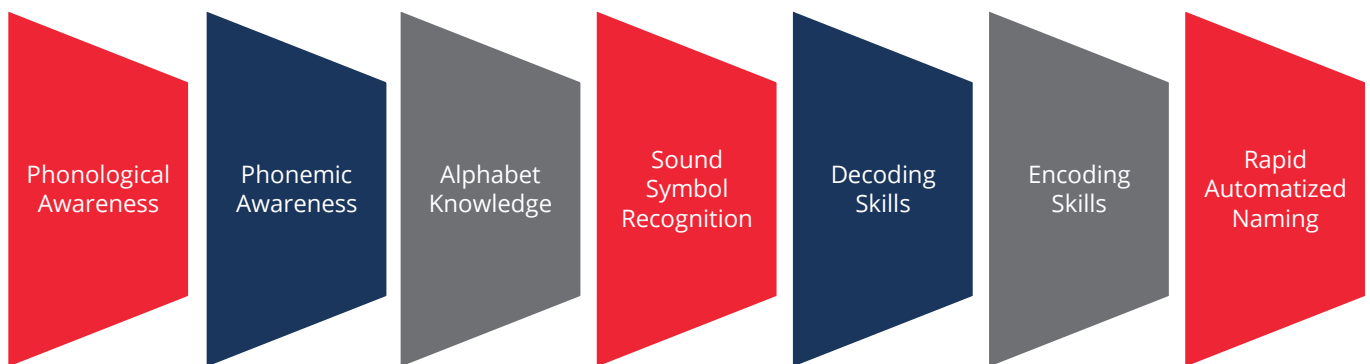 Phonological
Awareness
Phonemic
Awareness
Alphabet
Knowledge
Sound
Symbol
Recognition
Decoding
Skills
Encoding
Skills
Rapid
Automatized
Naming